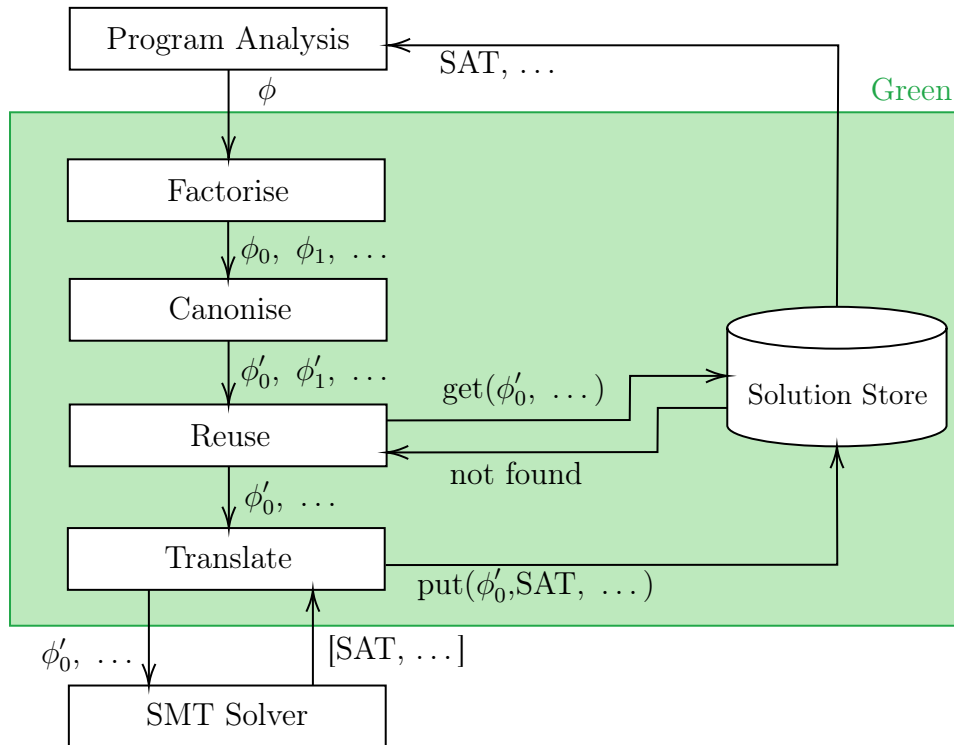 Program Analysis
SAT, …
ϕ
Green
Factorise
ϕ₀, ϕ₁, …
Canonise
ϕ′₀, ϕ′₁, …
get(ϕ′₀, …)
Solution Store
Reuse
not found
ϕ′₀, …
Translate
put(ϕ′₀,SAT, …)
ϕ′₀, …
[SAT, …]
SMT Solver